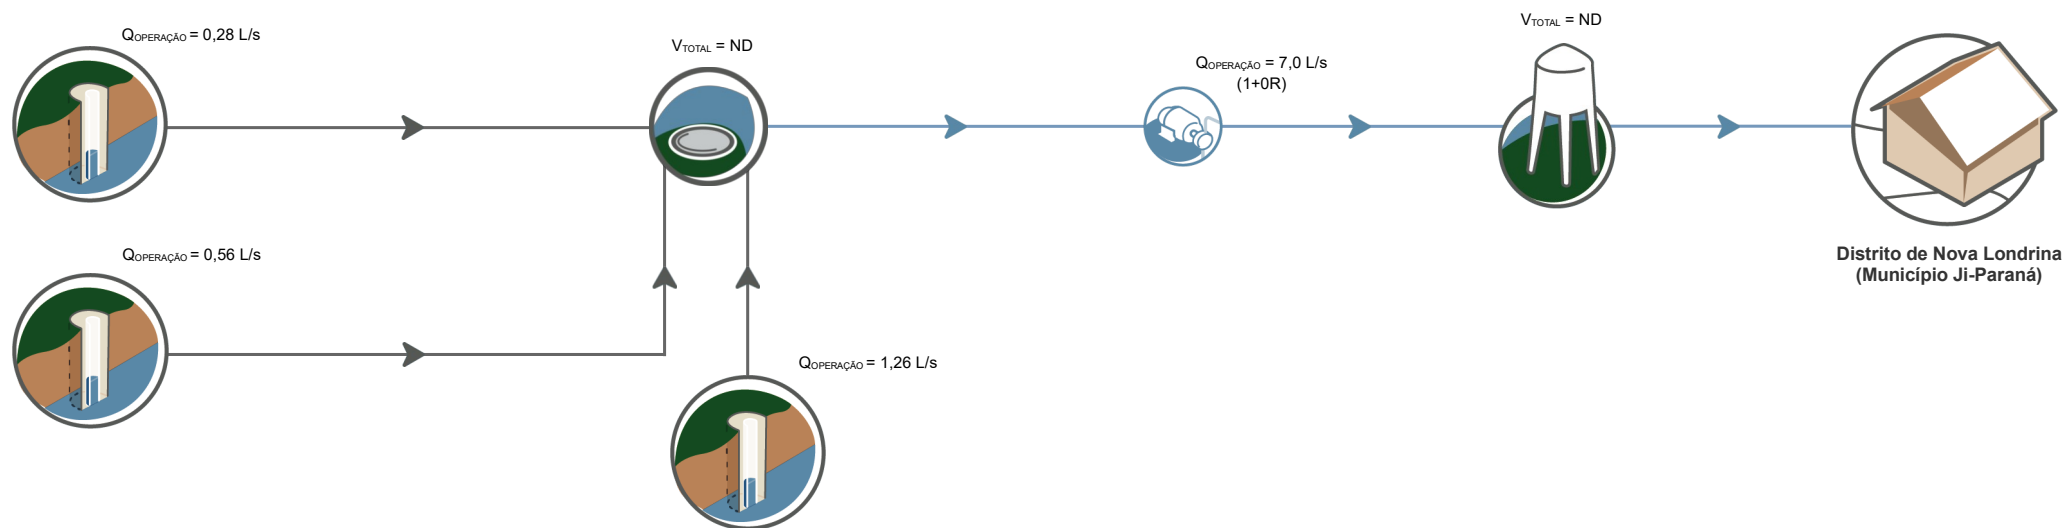 QOPERAÇÃO = 0,28 L/s
VTOTAL = ND
QOPERAÇÃO = 7,0 L/s
(1+0R)
VTOTAL = ND
QOPERAÇÃO = 0,56 L/s
QOPERAÇÃO = 1,26 L/s
Distrito de Nova Londrina
(Município Ji-Paraná)